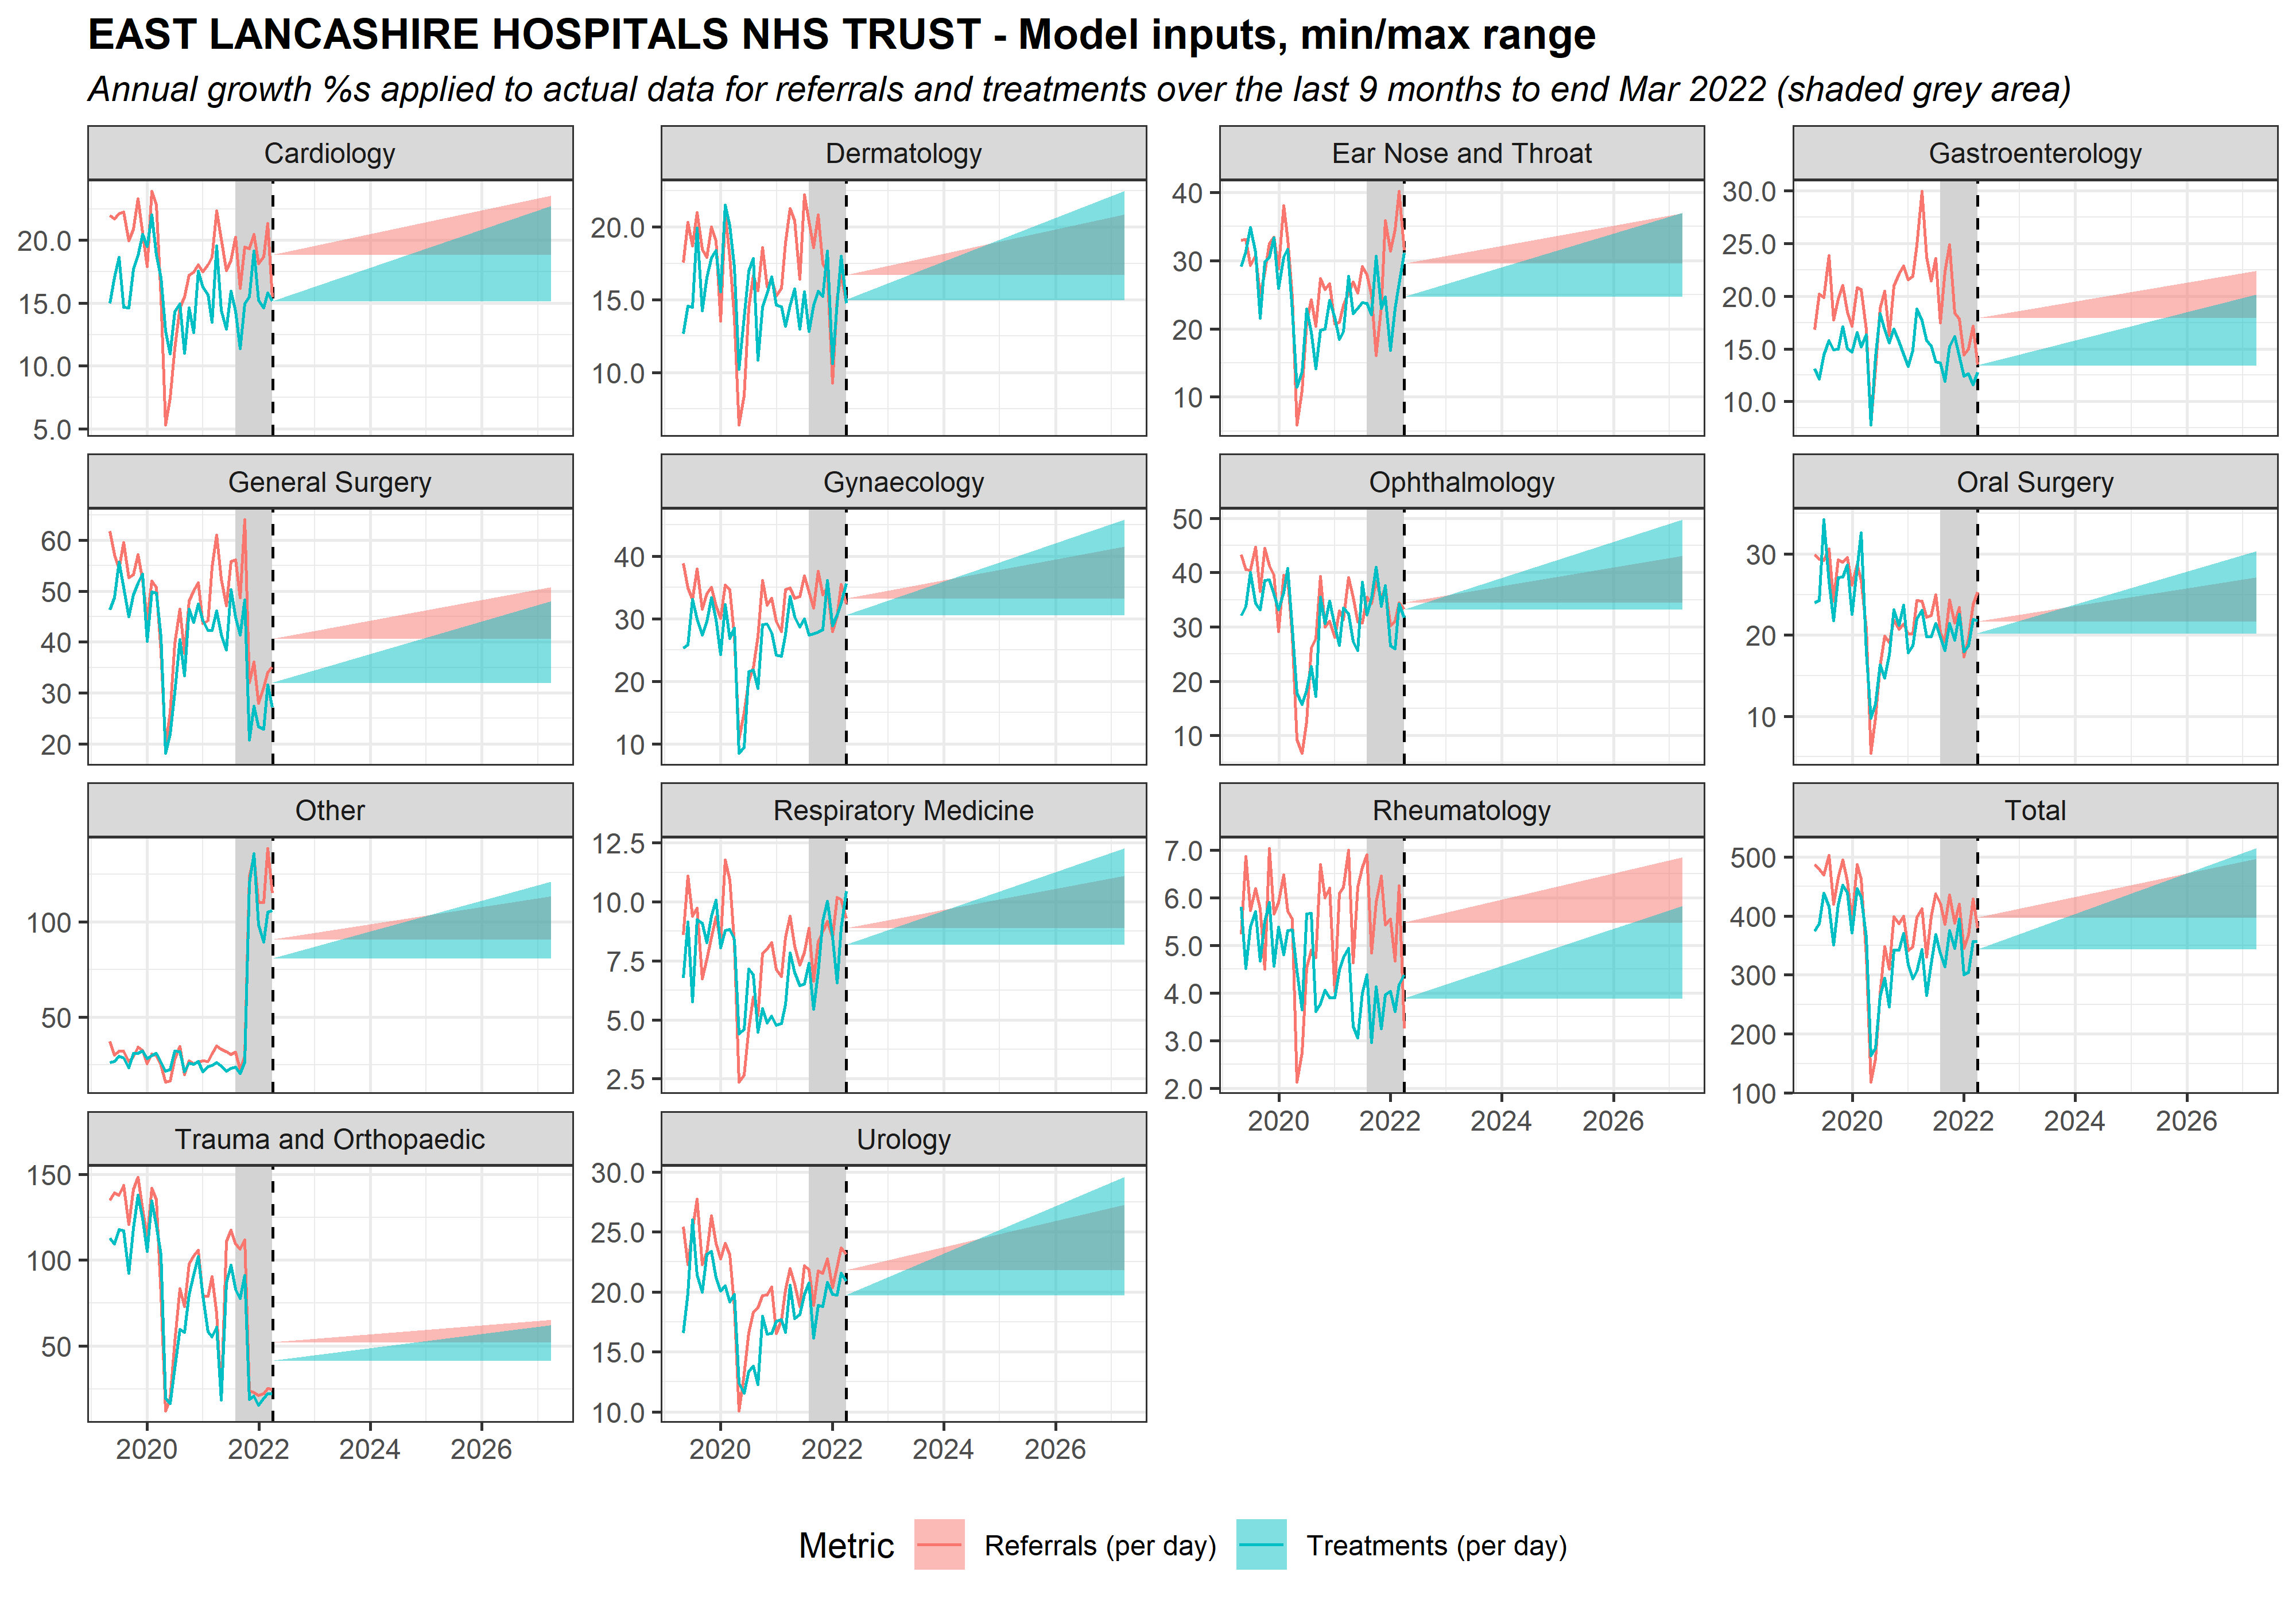 EAST LANCASHIRE HOSPITALS NHS TRUST - Model inputs, min/max range
Annual growth %s applied to actual data for referrals and treatments over the last 9 months to end Mar 2022 (shaded grey area)
Cardiology
20.0
15.0
10.0
5.0
Dermatology
20.0
15.0
10.0
Ear Nose and Throat
40
30
20
10
Gastroenterology
30.0
25.0
20.0
15.0
10.0
General Surgery
60
50
40
30
20
Gynaecology
40
30
20
10
Ophthalmology
50
40
30
20
10
Oral Surgery
30
20
10
Other
100
50
Respiratory Medicine
12.5
10.0
7.5
5.0
2.5
Rheumatology
7.0
6.0
5.0
4.0
3.0
2.0
2020 2022 2024 2026
Total
500
400
300
200
100
2020 2022 2024 2026
Trauma and Orthopaedic
150
100
50
2020 2022 2024 2026
Urology
30.0
25.0
20.0
15.0
10.0
2020 2022 2024 2026
Metric Referrals (per day) Treatments (per day)